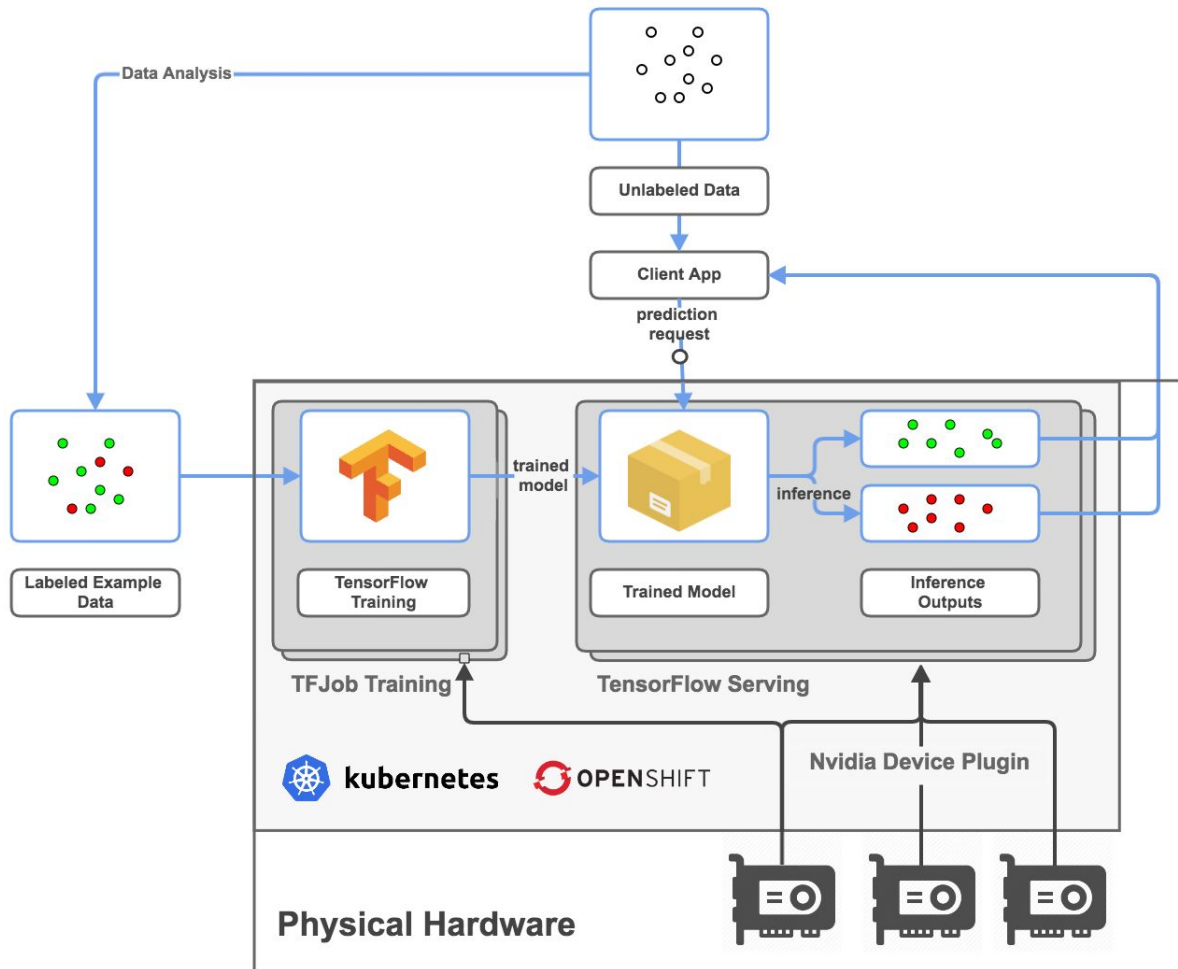 Data Analysis
Unlabeled Data
Client App
prediction
request
trained
model
inference
Labeled Example
Data
TensorFlow
Training
Trained Model
Inference
Outputs
TFJob Training
TensorFlow Serving
Nvidia Device Plugin
kubernetes
OPENSHIFT
Physical Hardware